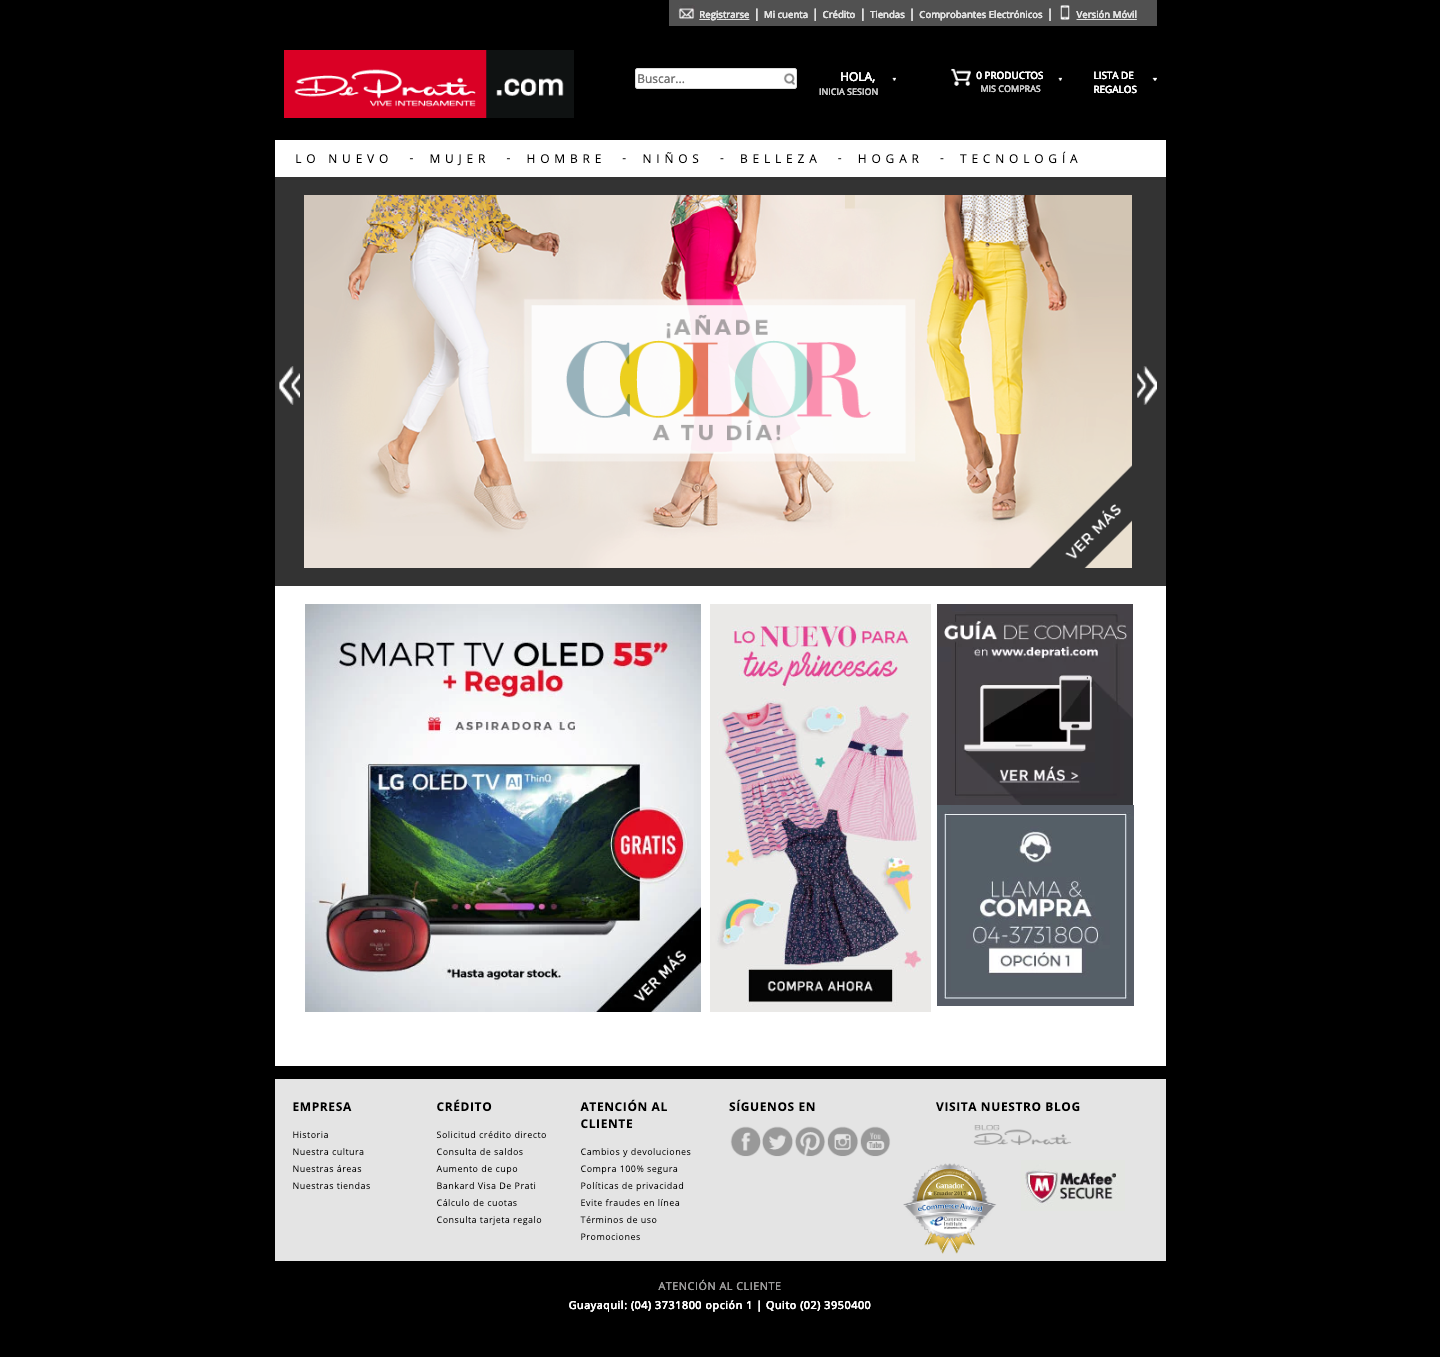 Registrarse | Mi cuenta | Crédito | Tiendas | Comprobantes Electrónicos | Versión Móvil
De Prati
VIVE INTENSAMENTE
.com
Buscar...
HOLA,
INICIA SESION
0 PRODUCTOS
MIS COMPRAS
LISTA DE
REGALOS
LO NUEVO - MUJER - HOMBRE - NIÑOS - BELLEZA - HOGAR - TECNOLOGÍA
¡AÑADE
COLOR
A TU DÍA!
VER MÁS
SMART TV OLED 55”
+ Regalo
ASPIRADORA LG
LG OLED TV AI ThinQ
GRATIS
LG
*Hasta agotar stock.
VER MÁS
LO NUEVO PARA
tus princesas
COMPRA AHORA
GUÍA DE COMPRAS
en www.deprati.com
VER MÁS >
LLAMA &
COMPRA
04-3731800
OPCIÓN 1
EMPRESA
Historia
Nuestra cultura
Nuestras áreas
Nuestras tiendas
CRÉDITO
Solicitud crédito directo
Consulta de saldos
Aumento de cupo
Bankard Visa De Prati
Cálculo de cuotas
Consulta tarjeta regalo
ATENCIÓN AL
CLIENTE
Cambios y devoluciones
Compra 100% segura
Políticas de privacidad
Evite fraudes en línea
Términos de uso
Promociones
SÍGUENOS EN
You
Tube
VISITA NUESTRO BLOG
BLOG
De Prati
Ganador
Ecuador 2017
eCommerce Award
eCommerce
Institute
McAfee
SECURE
ATENCIÓN AL CLIENTE
Guayaquil: (04) 3731800 opción 1 | Quito (02) 3950400